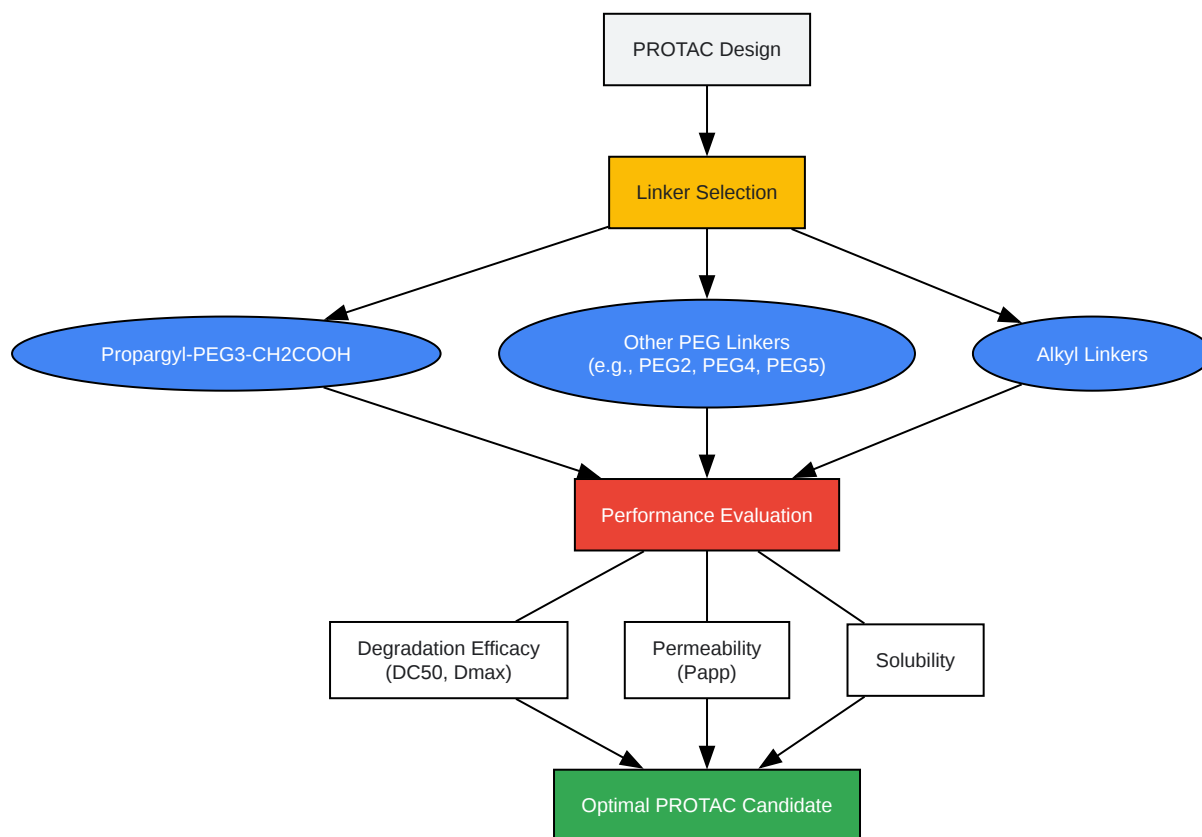 PROTAC Design
Linker Selection
Propargyl-PEG3-CH2COOH
Other PEG Linkers
(e.g., PEG2, PEG4, PEG5)
Alkyl Linkers
Performance Evaluation
Degradation Efficacy
(DC50, Dmax)
Permeability
(Papp)
Solubility
Optimal PROTAC Candidate